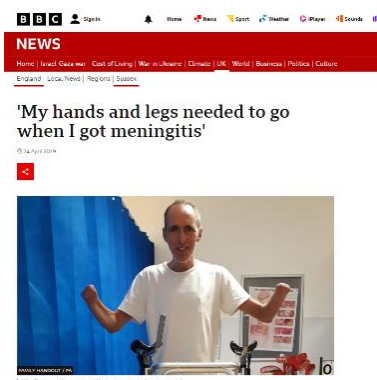 BBC Sign in Home News Sport Weather iPlayer Sounds
NEWS
Home | Israel-Gaza war | Cost of Living | War in Ukraine | Climate | UK | World | Business | Politics | Culture
England | Local News | Regions | Sussex
'My hands and legs needed to go
when I got meningitis'
24 April 2019
FAMILY HANDOUT / PA